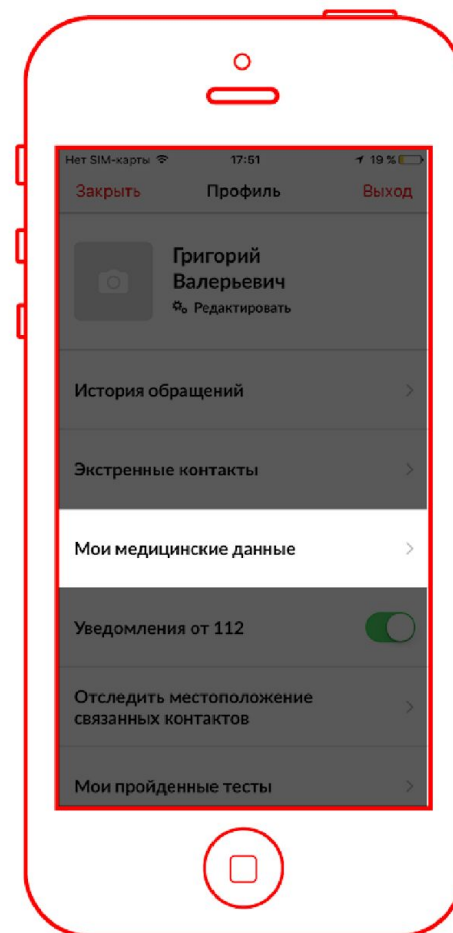 Нет SIM-карты 17:51 19 %
Закрыть Профиль Выход
Григорий
Валерьевич
Редактировать
История обращений
Экстренные контакты
Мои медицинские данные
Уведомления от 112
Отследить местоположение
связанных контактов
Мои пройденные тесты